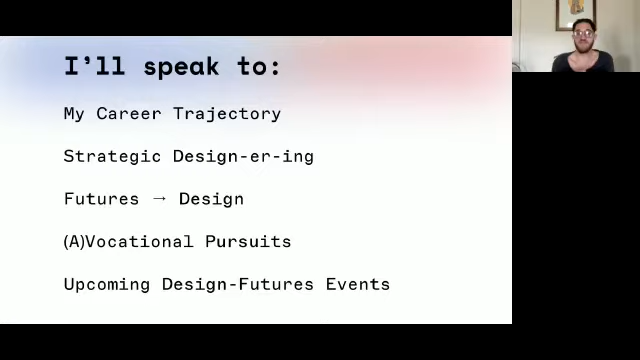 I'll speak to:
My Career Trajectory
Strategic Design-er-ing
Futures → Design
(A)Vocational Pursuits
Upcoming Design-Futures Events